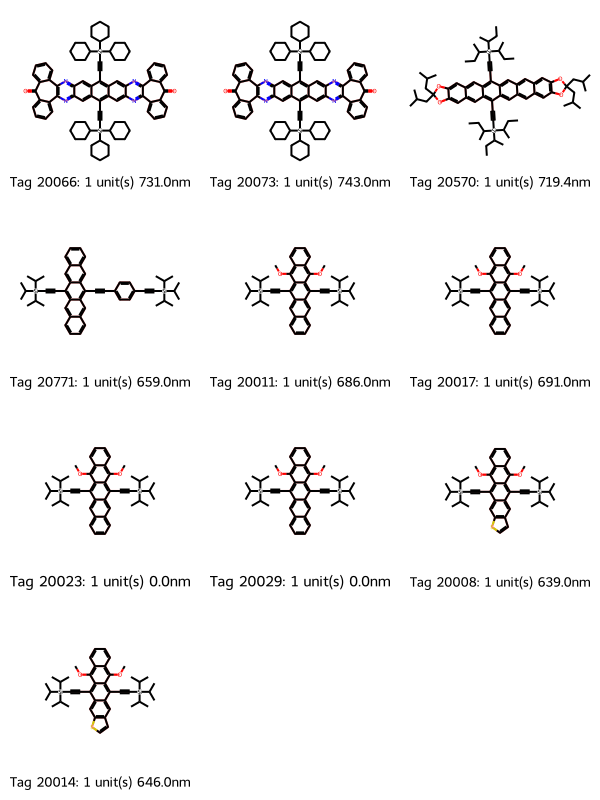 Tag 20066: 1 unit(s) 731.0nm
Tag 20073: 1 unit(s) 743.0nm
Tag 20570: 1 unit(s) 719.4nm
Tag 20771: 1 unit(s) 659.0nm
Tag 20011: 1 unit(s) 686.0nm
Tag 20017: 1 unit(s) 691.0nm
Tag 20023: 1 unit(s) 0.0nm
Tag 20029: 1 unit(s) 0.0nm
Tag 20008: 1 unit(s) 639.0nm
Tag 20014: 1 unit(s) 646.0nm